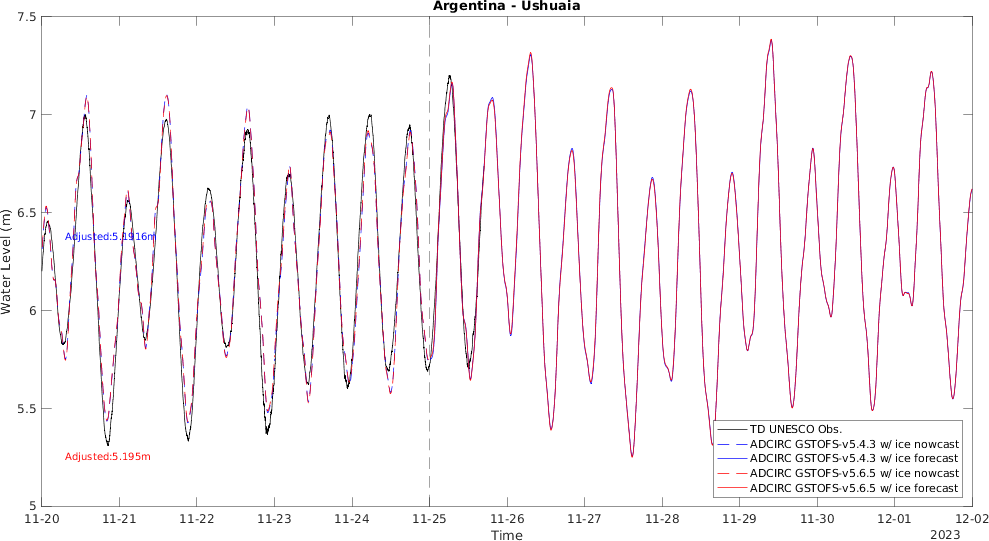 Argentina - Ushuaia
7.5
7
6.5
6
5.5
5
Water Level (m)
Adjusted:5.1916m
Adjusted:5.195m
TD UNESCO Obs.
ADCIRC GSTOFS-v5.4.3 w/ ice nowcast
ADCIRC GSTOFS-v5.4.3 w/ ice forecast
ADCIRC GSTOFS-v5.6.5 w/ ice nowcast
ADCIRC GSTOFS-v5.6.5 w/ ice forecast
11-20 11-21 11-22 11-23 11-24 11-25 11-26 11-27 11-28 11-29 11-30 12-01 12-02
Time
2023